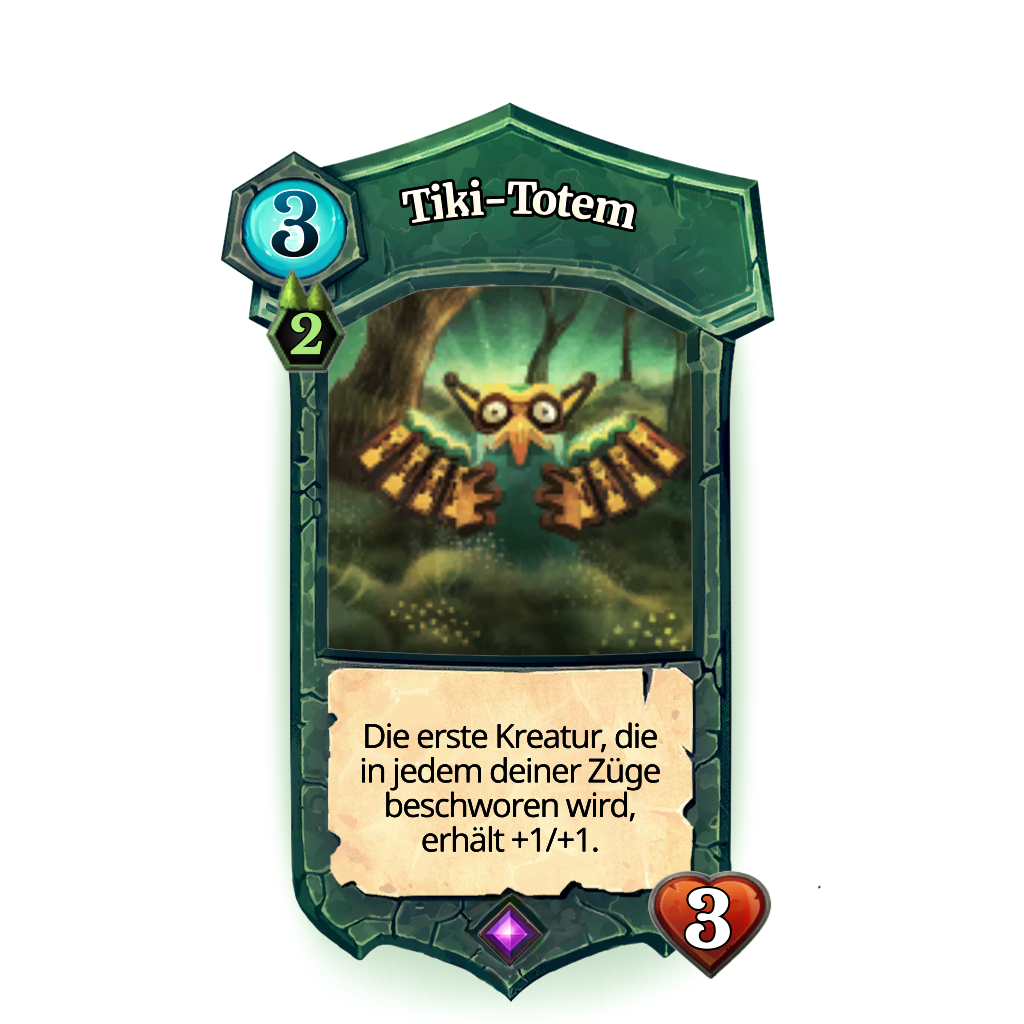 Tiki-Totem
3
2
Die erste Kreatur, die
in jedem deiner Züge
beschworen wird,
erhält +1/+1.
3